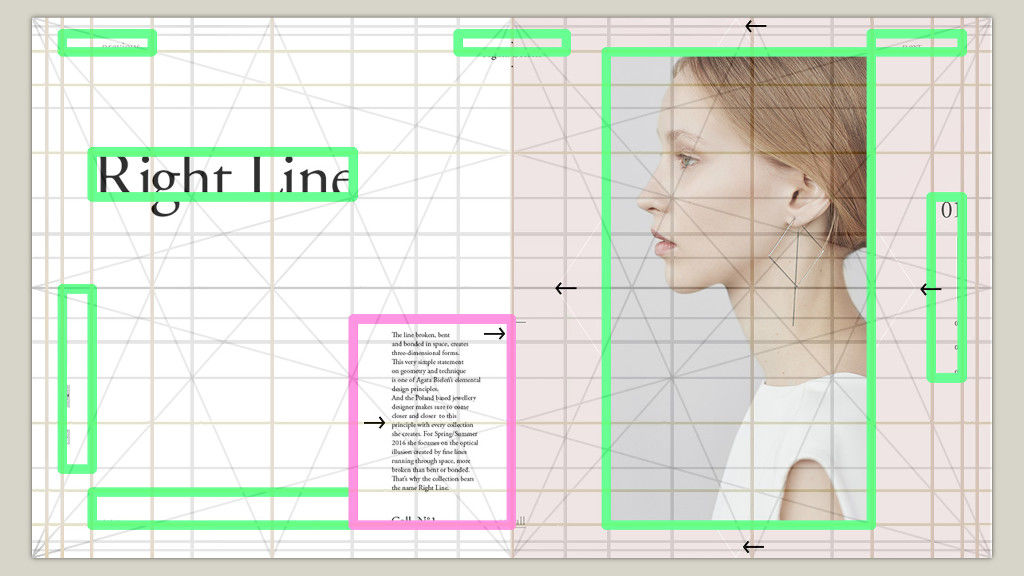 previous
next
Right Line
01
The line broken, bent
and bonded in space, creates
three-dimensional forms.
This very simple statement
on geometry and technique
is one of Agata Bieleń's elemental
design principles.
And the Poland based jewellery
designer makes sure to come
closer and closer to this
principle with every collection
she creates. For Spring/Summer
2016 she focuses on the optical
illusion created by fine lines
running through space, more
broken than bent or bonded.
That's why the collection bears
the name Right Line.
Coll. N°1